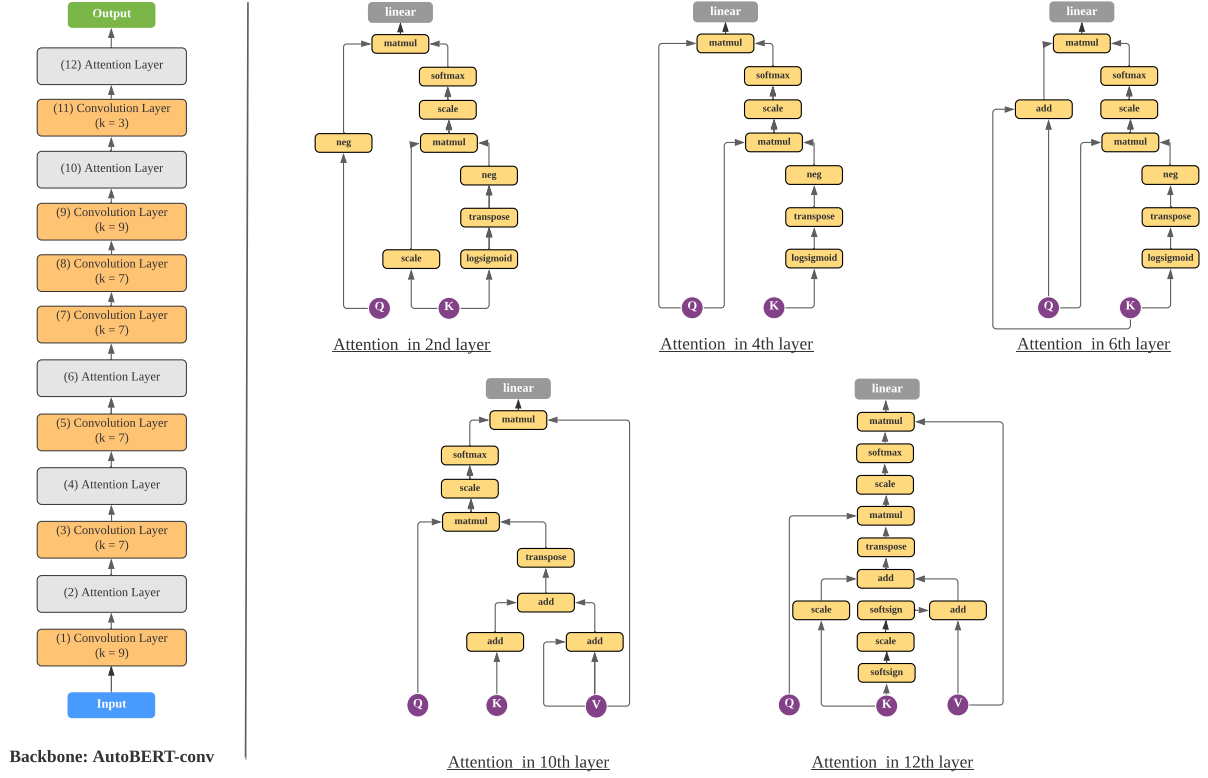 Output
(12) Attention Layer
(11) Convolution Layer
(k = 3)
(10) Attention Layer
(9) Convolution Layer
(k = 9)
(8) Convolution Layer
(k = 7)
(7) Convolution Layer
(k = 7)
(6) Attention Layer
(5) Convolution Layer
(k = 7)
(4) Attention Layer
(3) Convolution Layer
(k = 7)
(2) Attention Layer
(1) Convolution Layer
(k = 9)
Input
Backbone: AutoBERT-conv
linear
matmul
softmax
scale
neg
matmul
neg
transpose
scale
logsigmoid
Q
K
Attention in 2nd layer
linear
matmul
softmax
scale
matmul
neg
transpose
logsigmoid
Q
K
Attention in 4th layer
linear
matmul
softmax
add
scale
matmul
neg
transpose
logsigmoid
Q
K
Attention in 6th layer
linear
matmul
softmax
scale
matmul
transpose
add
add
add
Q
K
V
Attention in 10th layer
linear
matmul
softmax
scale
matmul
transpose
add
scale
softsign
add
scale
softsign
Q
K
V
Attention in 12th layer